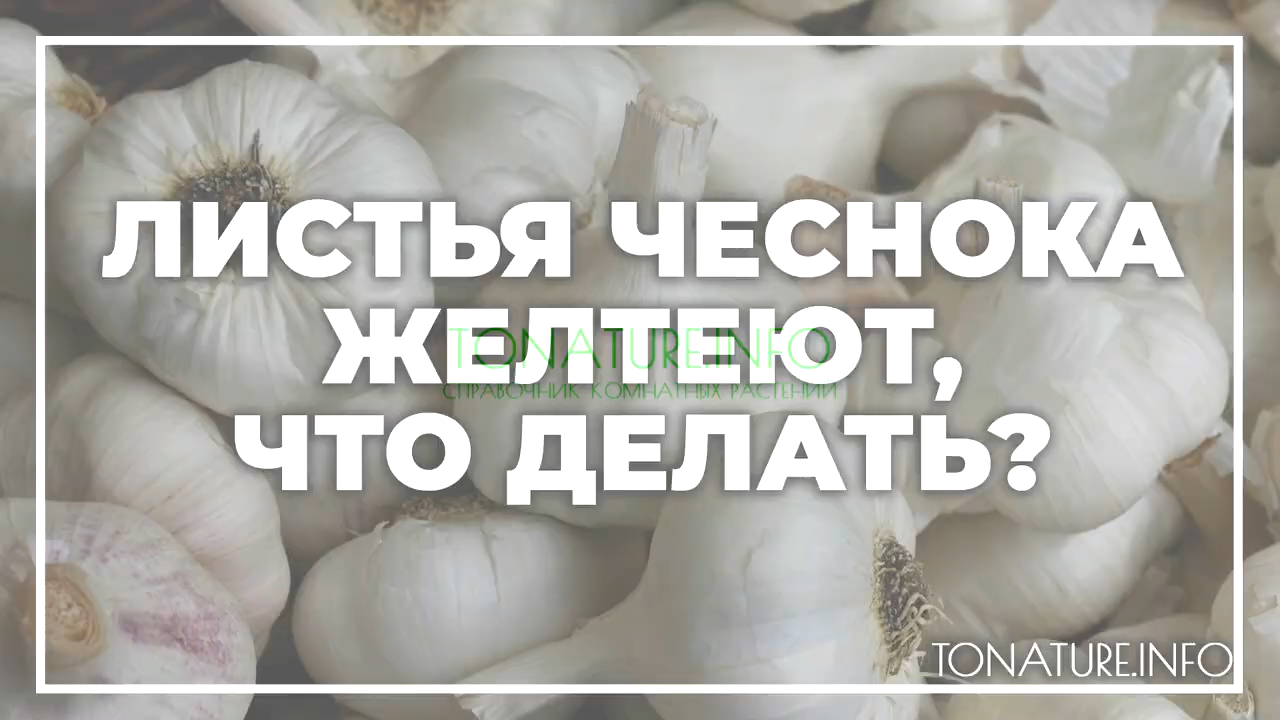 ЛИСТЬЯ ЧЕСНОКА
ЖЕЛТЕЮТ,
TONATURE.INFO
СПРАВОЧНИК КОМНАТНЫХ РАСТЕНИЙ
ЧТО ДЕЛАТЬ?
TONATURE.INFO